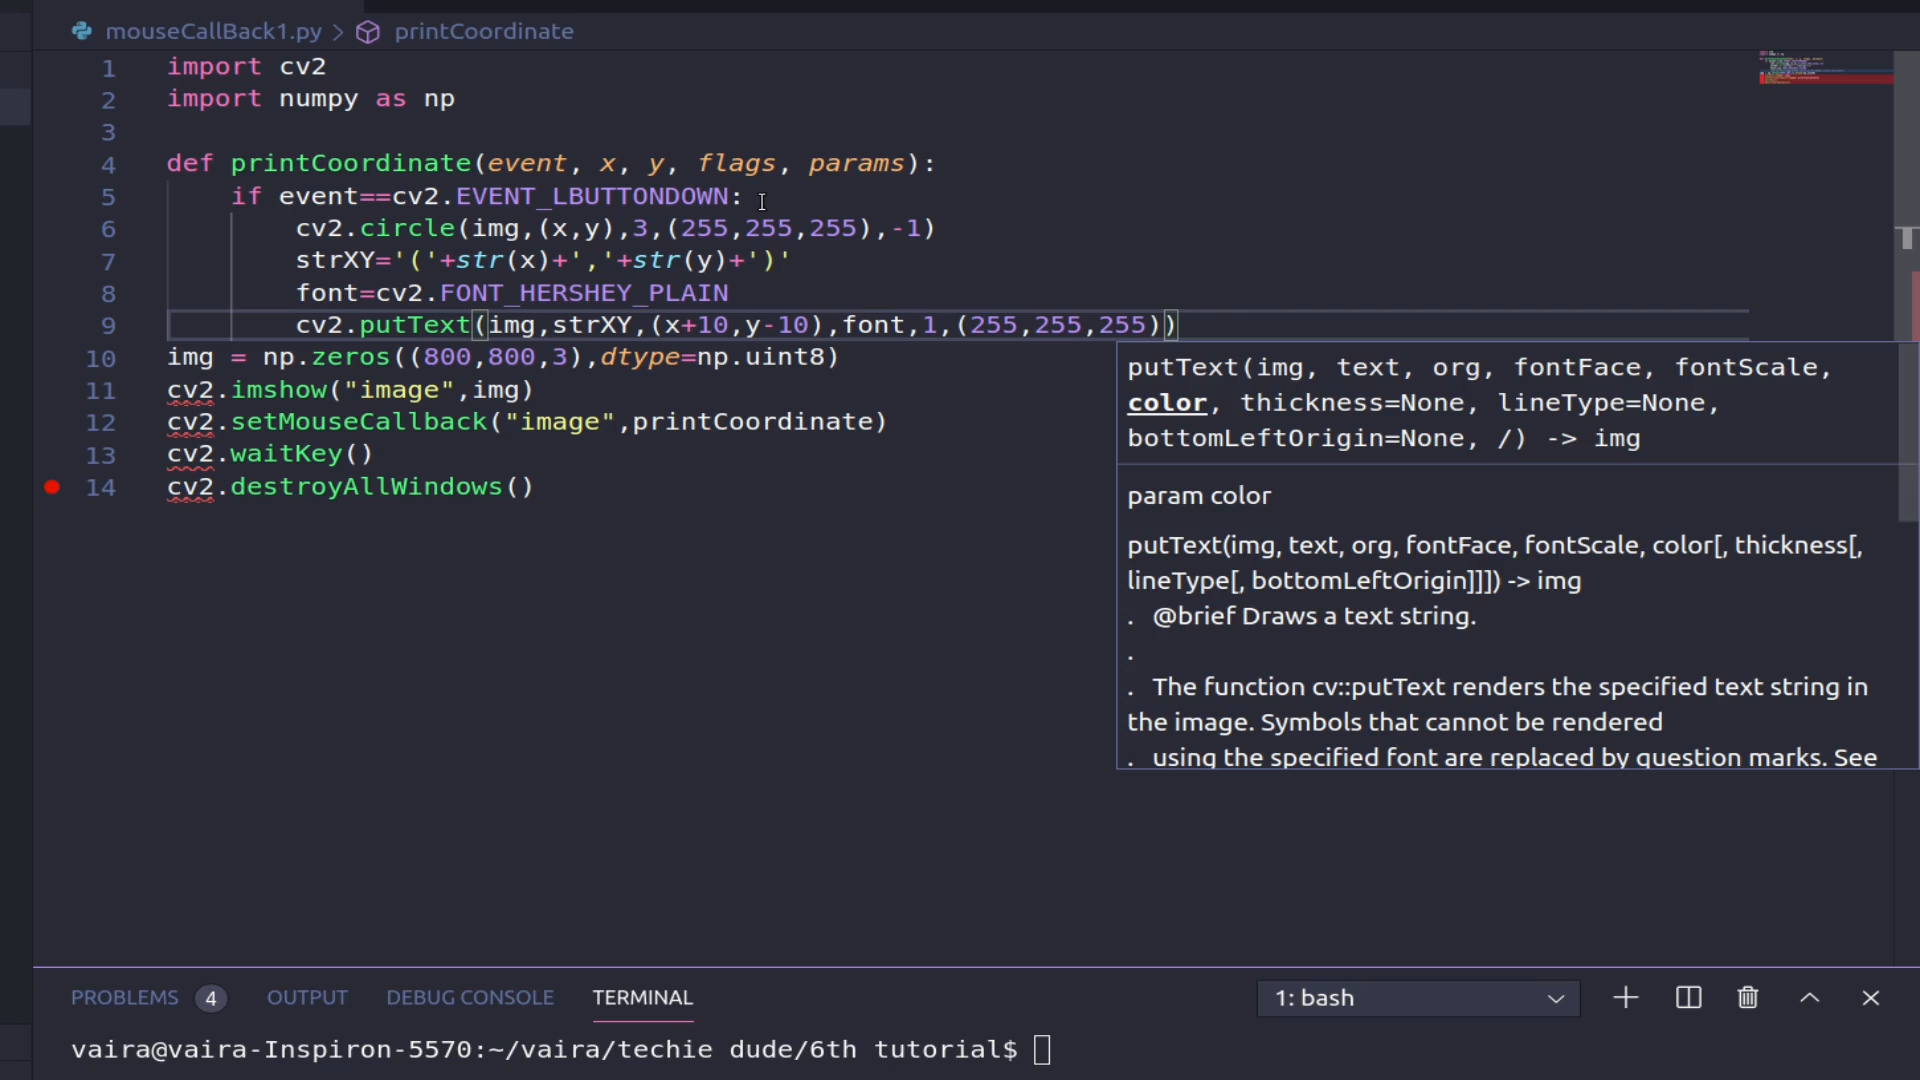 mouseCallBack1.py > printCoordinate
1 import cv2
2 import numpy as np
3
4 def printCoordinate(event, x, y, flags, params):
5 if event==cv2.EVENT_LBUTTONDOWN:
6 cv2.circle(img,(x,y),3,(255,255,255),-1)
7 strXY='('+str(x)+','+str(y)+')'
8 font=cv2.FONT_HERSHEY_PLAIN
9 cv2.putText(img,strXY,(x+10,y-10),font,1,(255,255,255))
10 img = np.zeros((800,800,3),dtype=np.uint8)
11 cv2.imshow("image",img)
12 cv2.setMouseCallback("image",printCoordinate)
13 cv2.waitKey()
14 cv2.destroyAllWindows()
putText(img, text, org, fontFace, fontScale,
color, thickness=None, lineType=None,
bottomLeftOrigin=None, /) -> img
param color
putText(img, text, org, fontFace, fontScale, color[, thickness[,
lineType[, bottomLeftOrigin]]]) -> img
. @brief Draws a text string.
.
. The function cv::putText renders the specified text string in
the image. Symbols that cannot be rendered
. using the specified font are replaced by question marks. See
PROBLEMS 4 OUTPUT DEBUG CONSOLE TERMINAL 1: bash
vaira@vaira-Inspiron-5570:~/vaira/techie dude/6th tutorial$